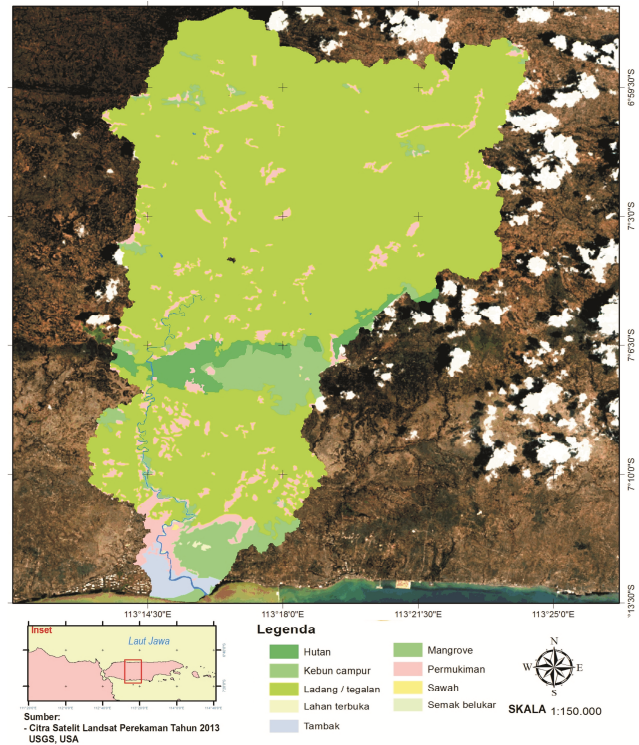 6°59'30"S
7°3'0"S
7°6'30"S
7°10'0"S
7°13'30"S
113°14'30"E
113°18'0"E
113°21'30"E
113°25'0"E
Inset
Laut Jawa
Legenda
Hutan
Kebun campur
Ladang / tegalan
Lahan terbuka
Tambak
Mangrove
Permukiman
Sawah
Semak belukar
N
W
E
S
SKALA 1:150.000
Sumber:
- Citra Satelit Landsat Perekaman Tahun 2013
USGS, USA